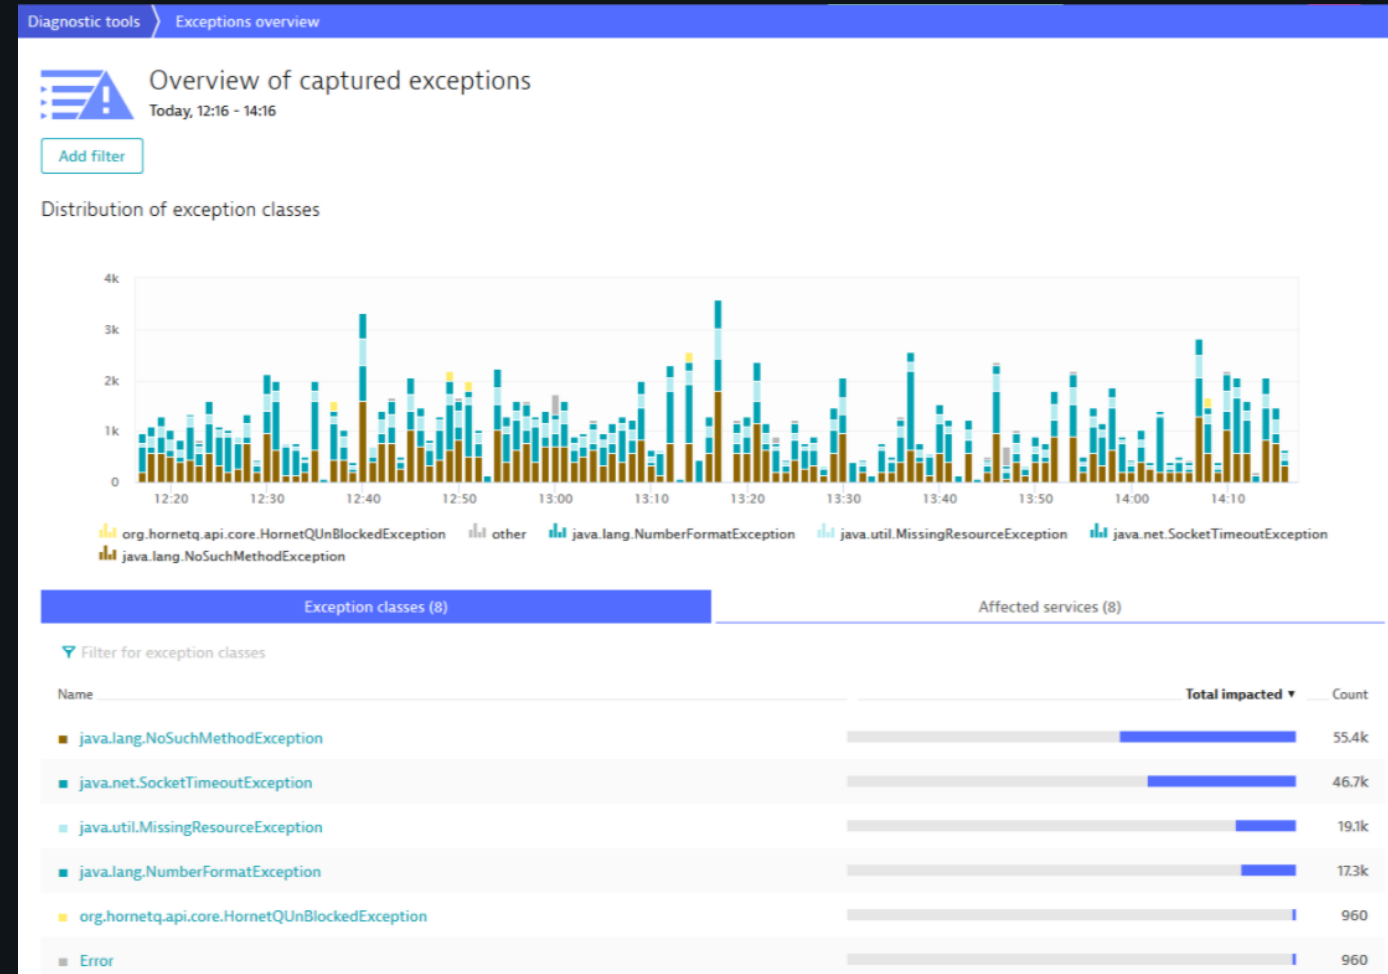 Diagnostic tools Exceptions overview
Overview of captured exceptions
Today, 12:16 - 14:16
Add filter
Distribution of exception classes
4k
3k
2k
1k
0
12:20 12:30 12:40 12:50 13:00 13:10 13:20 13:30 13:40 13:50 14:00 14:10
org.hornetq.api.core.HornetQUnBlockedException other java.lang.NumberFormatException java.util.MissingResourceException java.net.SocketTimeoutException
java.lang.NoSuchMethodException
Exception classes (8) Affected services (8)
Filter for exception classes
Name Total impacted ▼ Count
java.lang.NoSuchMethodException 55.4k
java.net.SocketTimeoutException 46.7k
java.util.MissingResourceException 19.1k
java.lang.NumberFormatException 17.3k
org.hornetq.api.core.HornetQUnBlockedException 960
Error 960